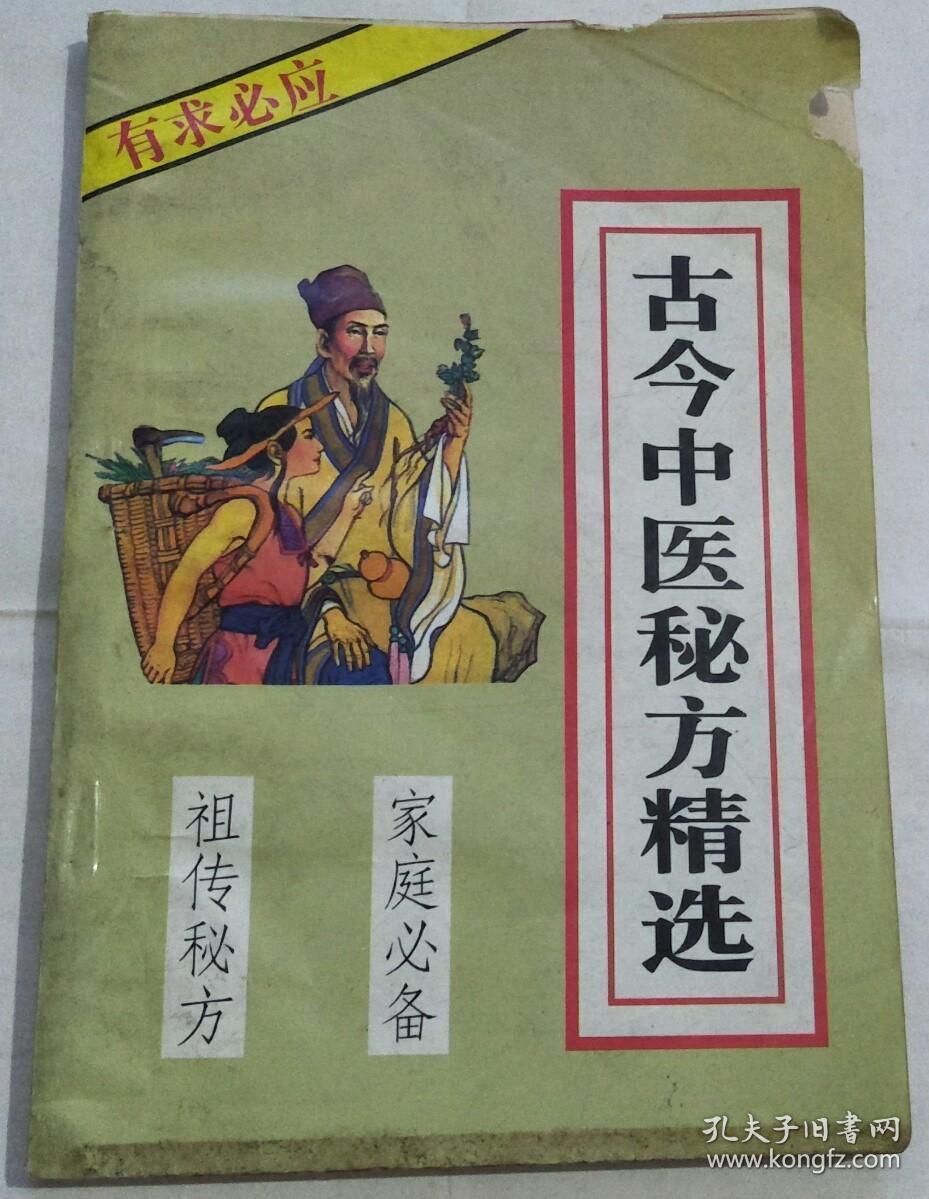 有求必应
古今中医秘方精选
家庭必备
祖传秘方
孔夫子旧書网
www.kongfz.com